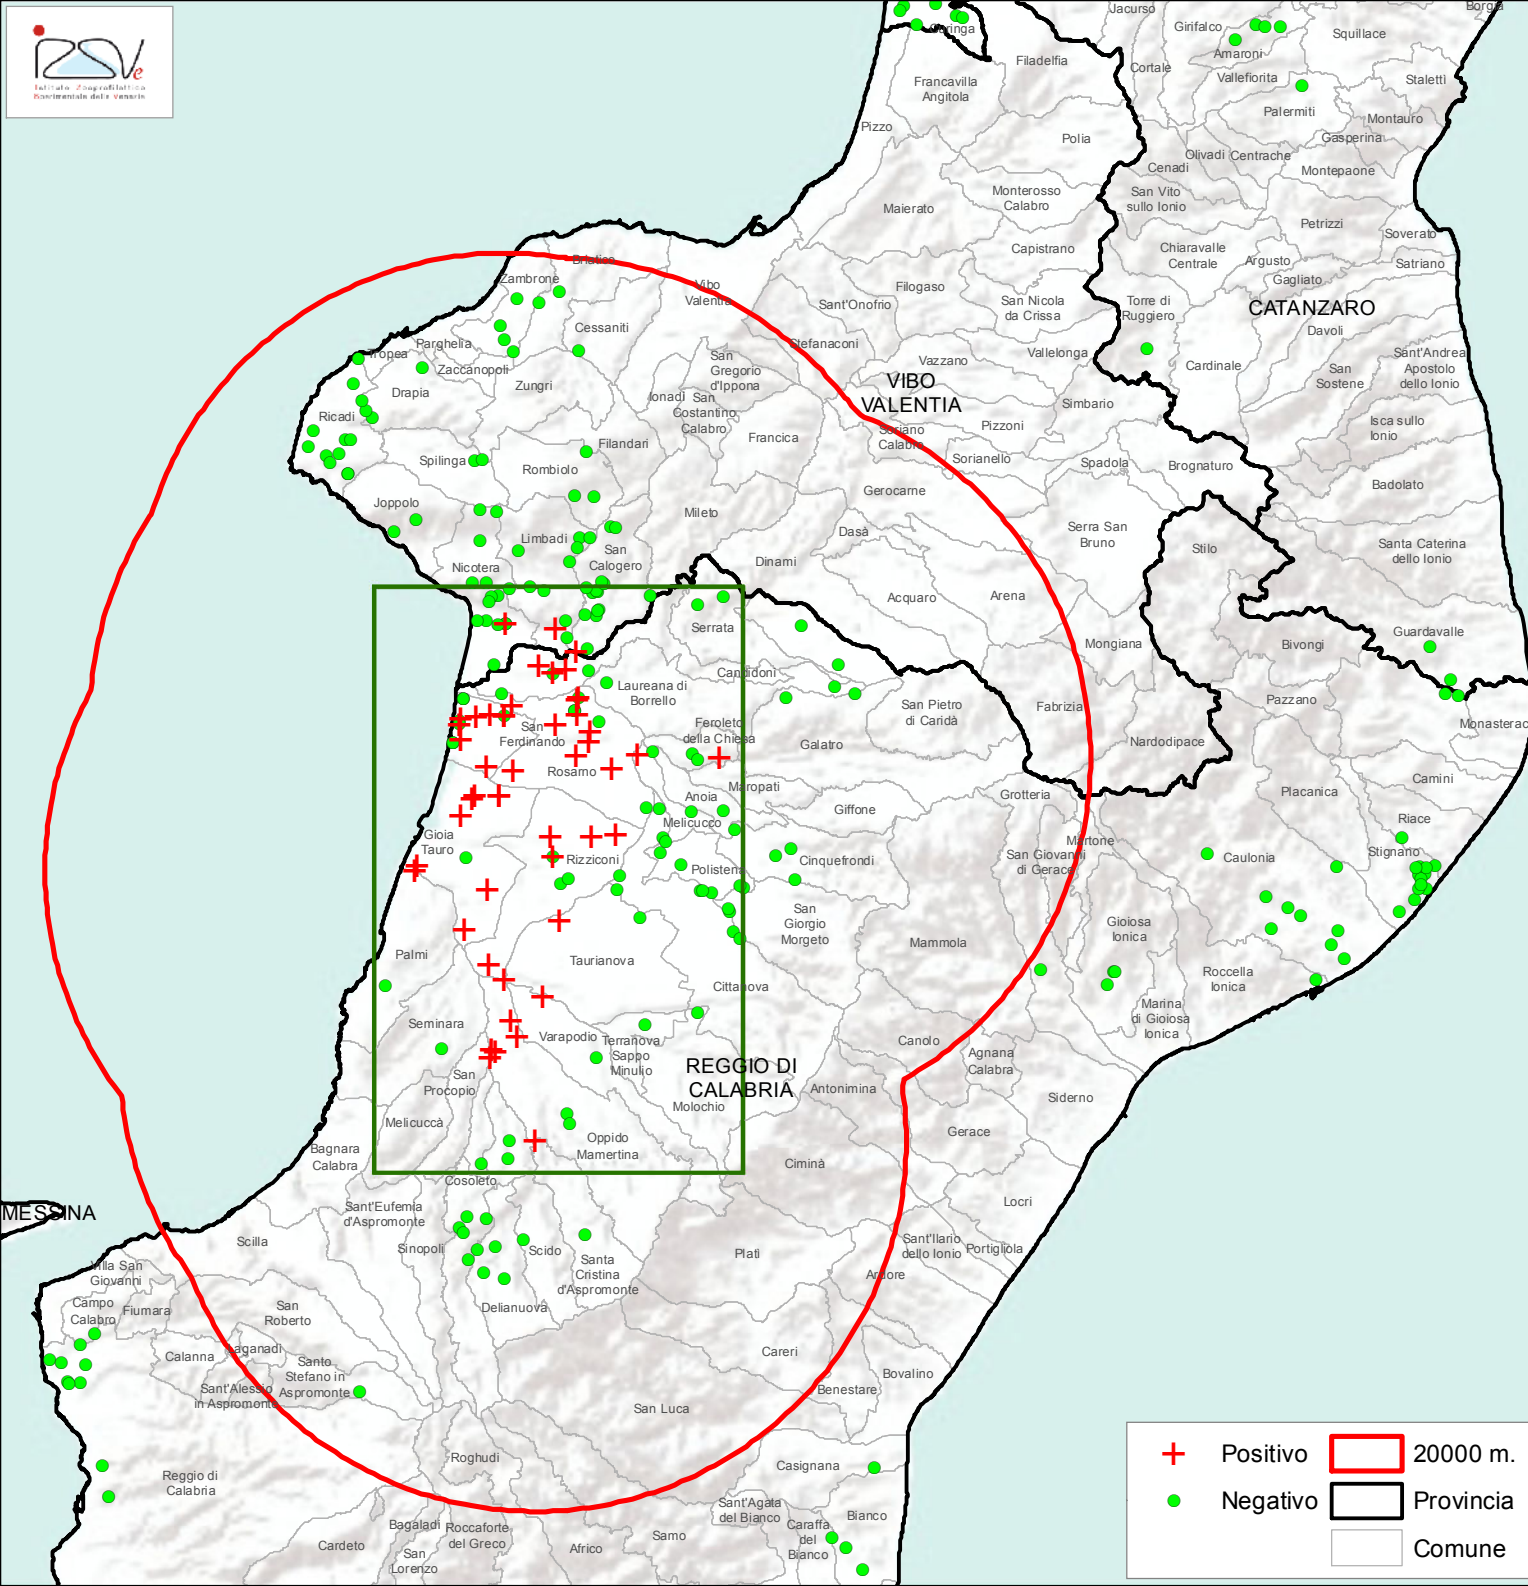 IZSVe
Istituto Zooprofilattico
Sperimentale delle Venezie
Jacurso
Borgia
Girifalco
Squillace
Curinga
Filadelfia
Amaroni
Cortale
Vallefiorita
Staletti
Francavilla
Angitola
Palermiti
Montauro
Pizzo
Polia
Gasperina
Olivadi
Centrache
Cenadi
Montepaone
San Vito
sullo Ionio
Monterosso
Calabro
Maierato
Petrizzi
Soverato
Capistrano
Chiaravalle
Centrale
Argusto
Satriano
Gagliato
Briatico
Zambrone
Vibo
Valentia
Filogaso
Sant'Onofrio
San Nicola
da Crissa
Torre di
Ruggiero
CATANZARO
Davoli
Cessaniti
Parghelia
Tropea
Zaccanopoli
Stefanaconi
San
Gregorio
d'Ippona
Vazzano
Vallelonga
Cardinale
San
Sostene
Sant'Andrea
Apostolo
dello Ionio
VIBO
VALENTIA
Drapia
Zungri
Ionadi
San
Costantino
Calabro
Simbario
Ricadi
Pizzoni
Isca sullo
Ionio
Soriano
Calabro
Francica
Filandari
Spilinga
Rombiolo
Sorianello
Spadola
Brognaturo
Gerocarne
Badolato
Joppolo
Mileto
Dasà
Serra San
Bruno
Limbadi
San
Calogero
Stilo
Santa Caterina
dello Ionio
Nicotera
Dinami
Acquaro
Arena
Serrata
Mongiana
Bivongi
Guardavalle
Candidoni
Laureana di
Borrello
San Pietro
di Caridà
Fabrizia
Pazzano
Monasterac
San
Ferdinando
Feroleto
della Chiesa
Galatro
Nardodipace
Rosarno
Camini
Maropati
Anoia
Grotteria
Placanica
Giffone
Riace
Gioia
Tauro
Melicucco
Martone
Stignano
Rizziconi
Polistena
Cinquefrondi
San Giovanni
di Gerace
Caulonia
San
Giorgio
Morgeto
Gioiosa
Ionica
Mammola
Palmi
Taurianova
Cittanova
Roccella
Ionica
Marina
di Gioiosa
Ionica
Seminara
Varapodio
Terranova
Sappo
Minulio
Canolo
Agnana
Calabra
REGGIO DI
CALABRIA
San
Procopio
Antonimina
Siderno
Molochio
Melicuccà
Gerace
Bagnara
Calabra
Oppido
Mamertina
Ciminà
Cosoleto
Locri
MESSINA
Sant'Eufemia
d'Aspromonte
Scilla
Sinopoli
Scido
Santa
Cristina
d'Aspromonte
Platì
Sant'Ilario
dello Ionio
Portigliola
Villa San
Giovanni
Ardore
Campo
Calabro
Fiumara
San
Roberto
Delianuova
Laganadi
Calanna
Santo
Stefano in
Aspromonte
Sant'Alessio
in Aspromonte
Careri
Bovalino
Benestare
San Luca
Roghudi
Casignana
Reggio di
Calabria
Sant'Agata
del Bianco
Bianco
Bagaladi
Roccaforte
del Greco
Caraffa
del
Bianco
Samo
Cardeto
San
Lorenzo
Africo
Positivo
20000 m.
Negativo
Provincia
Comune